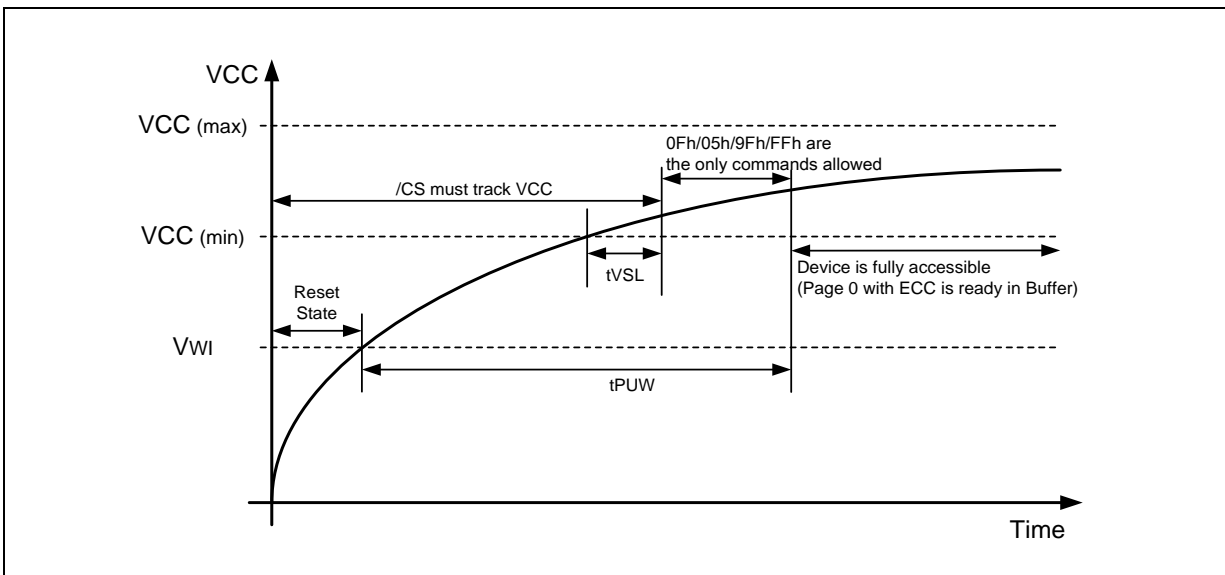 VCC
VCC (max)
0Fh/05h/9Fh/FFh are
the only commands allowed
/CS must track VCC
VCC (min)
tVSL
Device is fully accessible
(Page 0 with ECC is ready in Buffer)
Reset
State
VWI
tPUW
Time